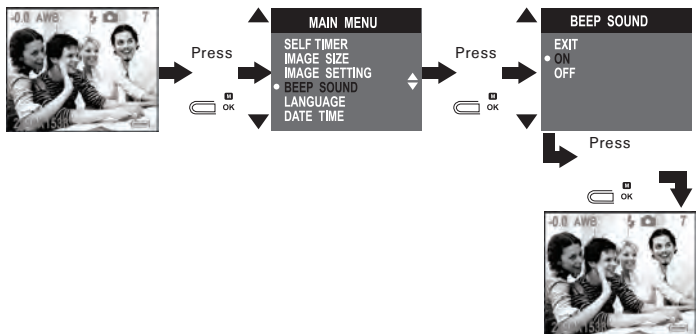 -0.0 AWB 7
Press
M
OK
MAIN MENU
SELF TIMER
IMAGE SIZE
IMAGE SETTING
BEEP SOUND
LANGUAGE
DATE TIME
Press
M
OK
BEEP SOUND
EXIT
ON
OFF
Press
M
OK
-0.0 AWB 7